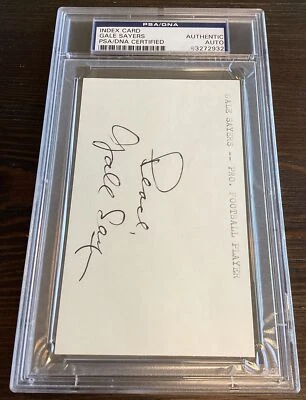 PSA/DNA
INDEX CARD
GALE SAYERS
PSA/DNA CERTIFIED
AUTHENTIC
AUTO
83272932
GALE SAYERS -- PRO. FOOTBALL PLAYER
Peace,
Gale Sayers